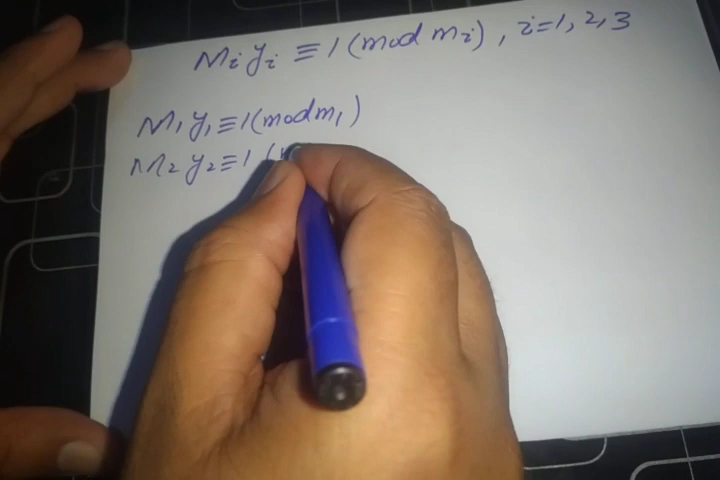 Mi yi ≡ 1 (mod mi), i=1, 2, 3
M1 y1 ≡ 1 (mod m1)
M2 y2 ≡ 1 (